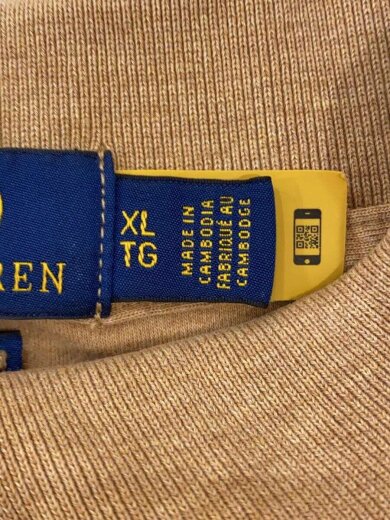 REN
XL
TG
MADE IN
CAMBODIA
FABRIQUÉ AU
CAMBODGE